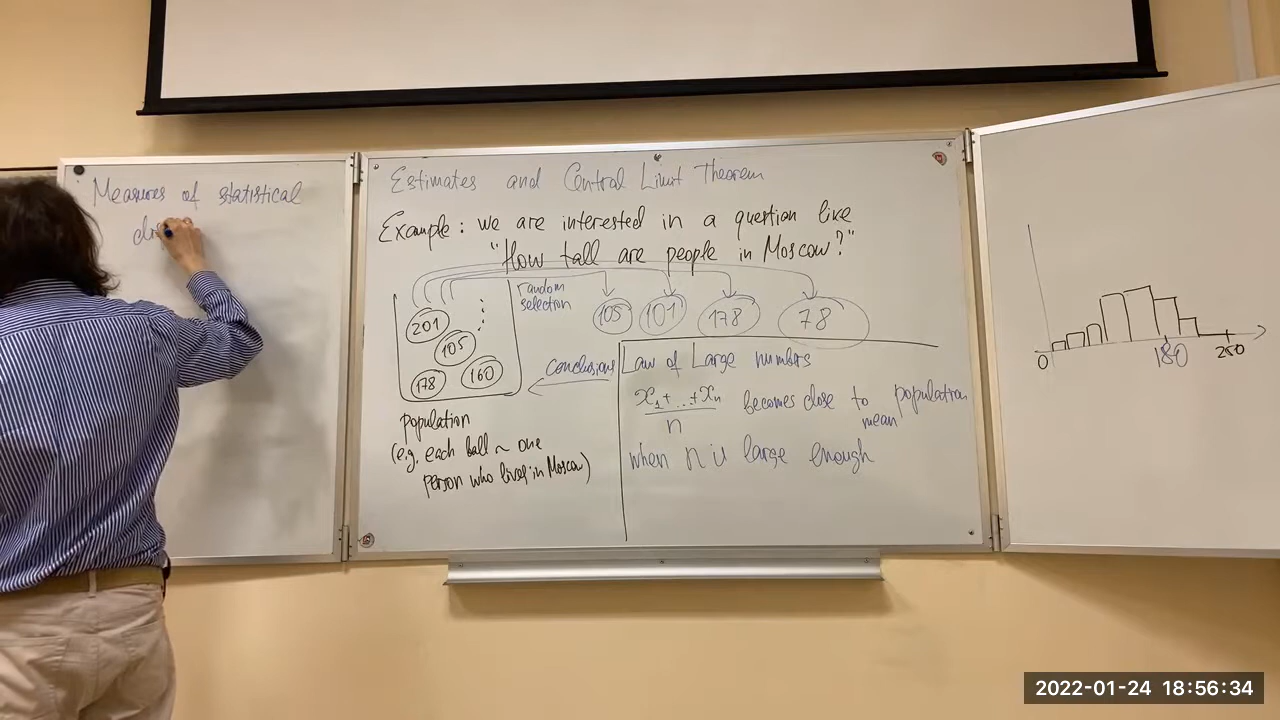 Measures of statistical
Estimates and Central Limit Theorem
Example: we are interested in a question like
"How tall are people in Moscow?"
random
selection
201
105
178
160
105
101
178
78
conclusions
population
(e.g. each ball ~ one
person who lives in Moscow)
Law of Large numbers
x₁+...+xₙ
n
becomes close to population
mean
when n is large enough
0
180
250
2022-01-24 18:56:34